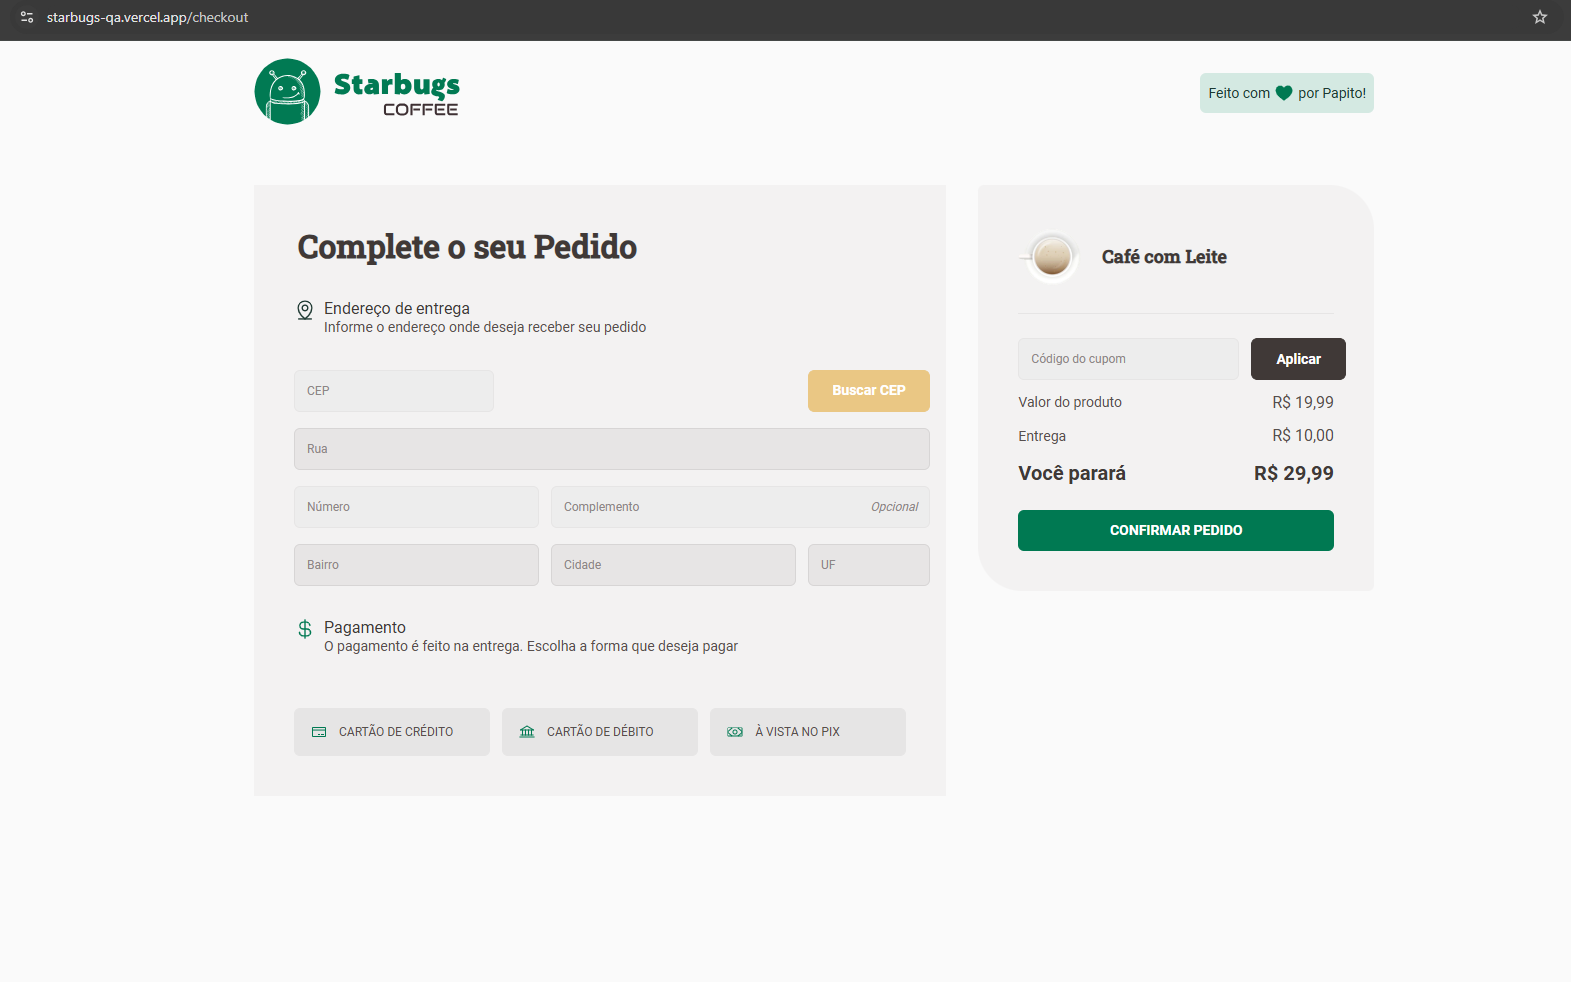 starbugs-qa.vercel.app/checkout
Starbugs
COFFEE
Feito com por Papito!
Complete o seu Pedido
Endereço de entrega
Informe o endereço onde deseja receber seu pedido
CEP
Buscar CEP
Rua
Número
Complemento
Opcional
Bairro
Cidade
UF
$ Pagamento
O pagamento é feito na entrega. Escolha a forma que deseja pagar
CARTÃO DE CRÉDITO
CARTÃO DE DÉBITO
À VISTA NO PIX
Café com Leite
Código do cupom
Aplicar
Valor do produto R$ 19,99
Entrega R$ 10,00
Você parará R$ 29,99
CONFIRMAR PEDIDO